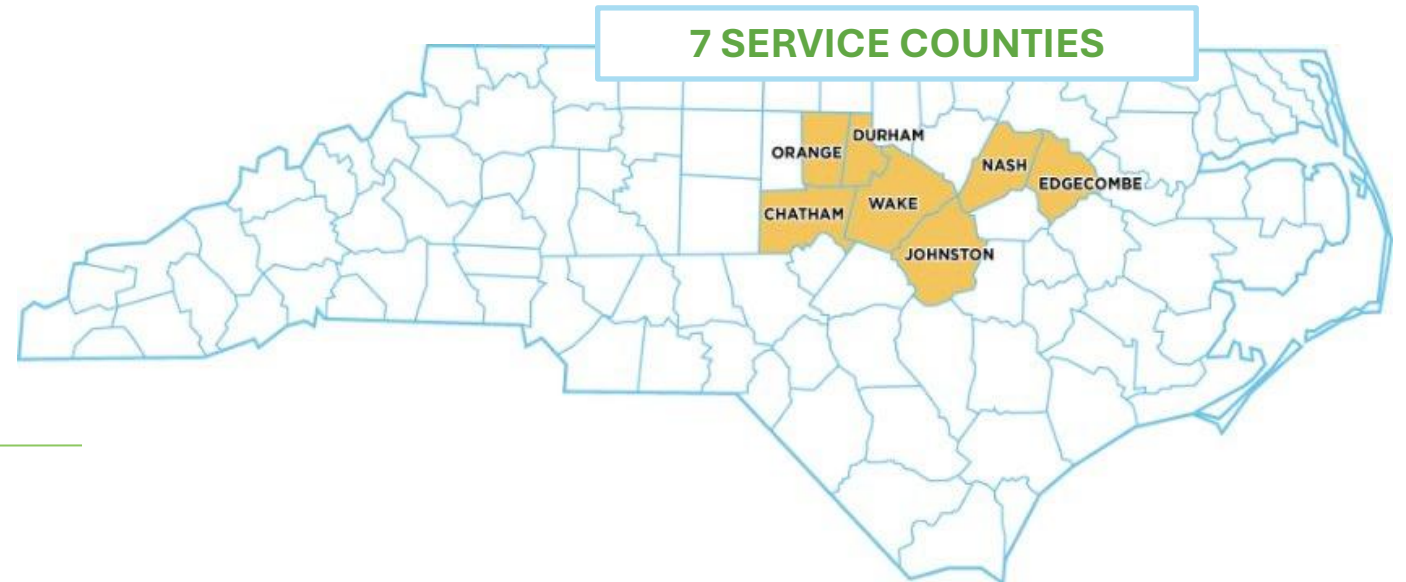 7 SERVICE COUNTIES
DURHAM
ORANGE
NASH
EDGECOMBE
CHATHAM
WAKE
JOHNSTON